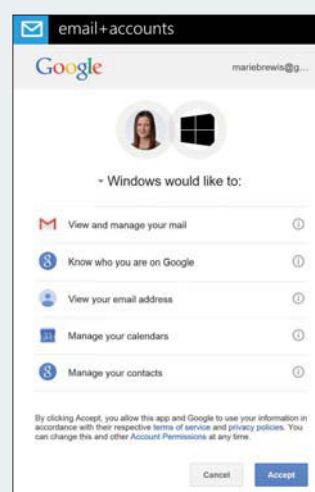 email+accounts
Google
mariebrewis@g...
Windows would like to:
View and manage your mail
Know who you are on Google
View your email address
31
Manage your calendars
Manage your contacts
By clicking Accept, you allow this app and Google to use your information in
accordance with their respective terms of service and privacy policies. You
can change this and other Account Permissions at any time.
Cancel
Accept